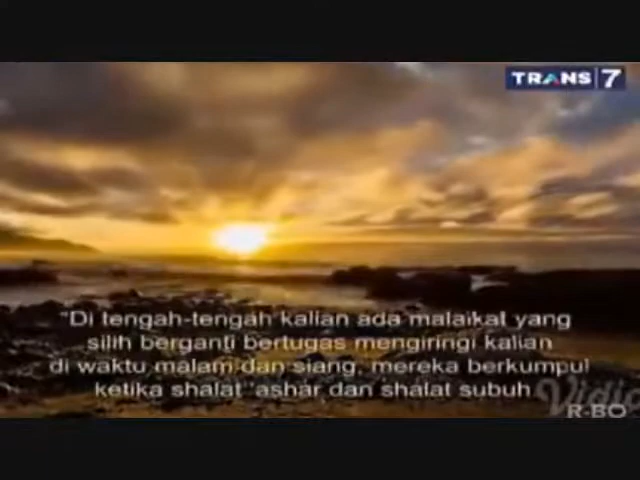 TRANS 7
"Di tengah-tengah kalian ada malaikat yang
silih berganti bertugas mengiringi kalian
di waktu malam dan siang, mereka berkumpul
ketika shalat 'ashar dan shalat subuh
Vidio
R-BO